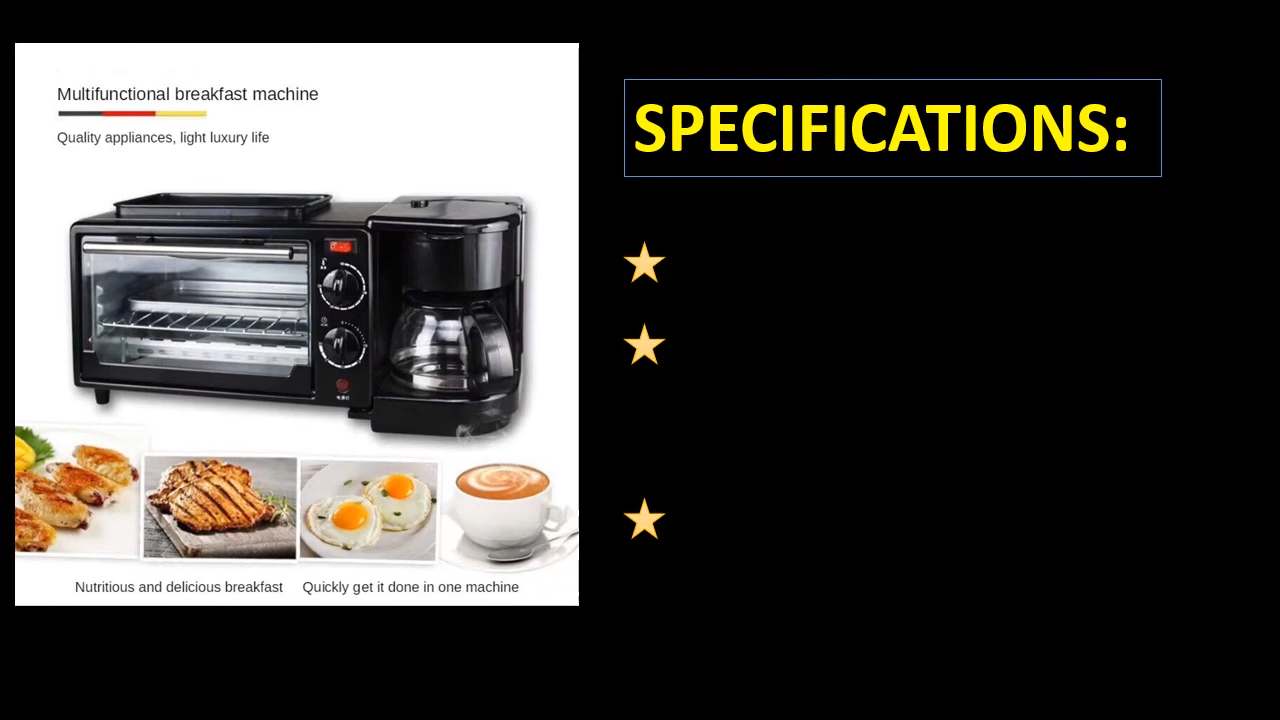 Multifunctional breakfast machine
Quality appliances, light luxury life
SPECIFICATIONS:
Nutritious and delicious breakfast Quickly get it done in one machine